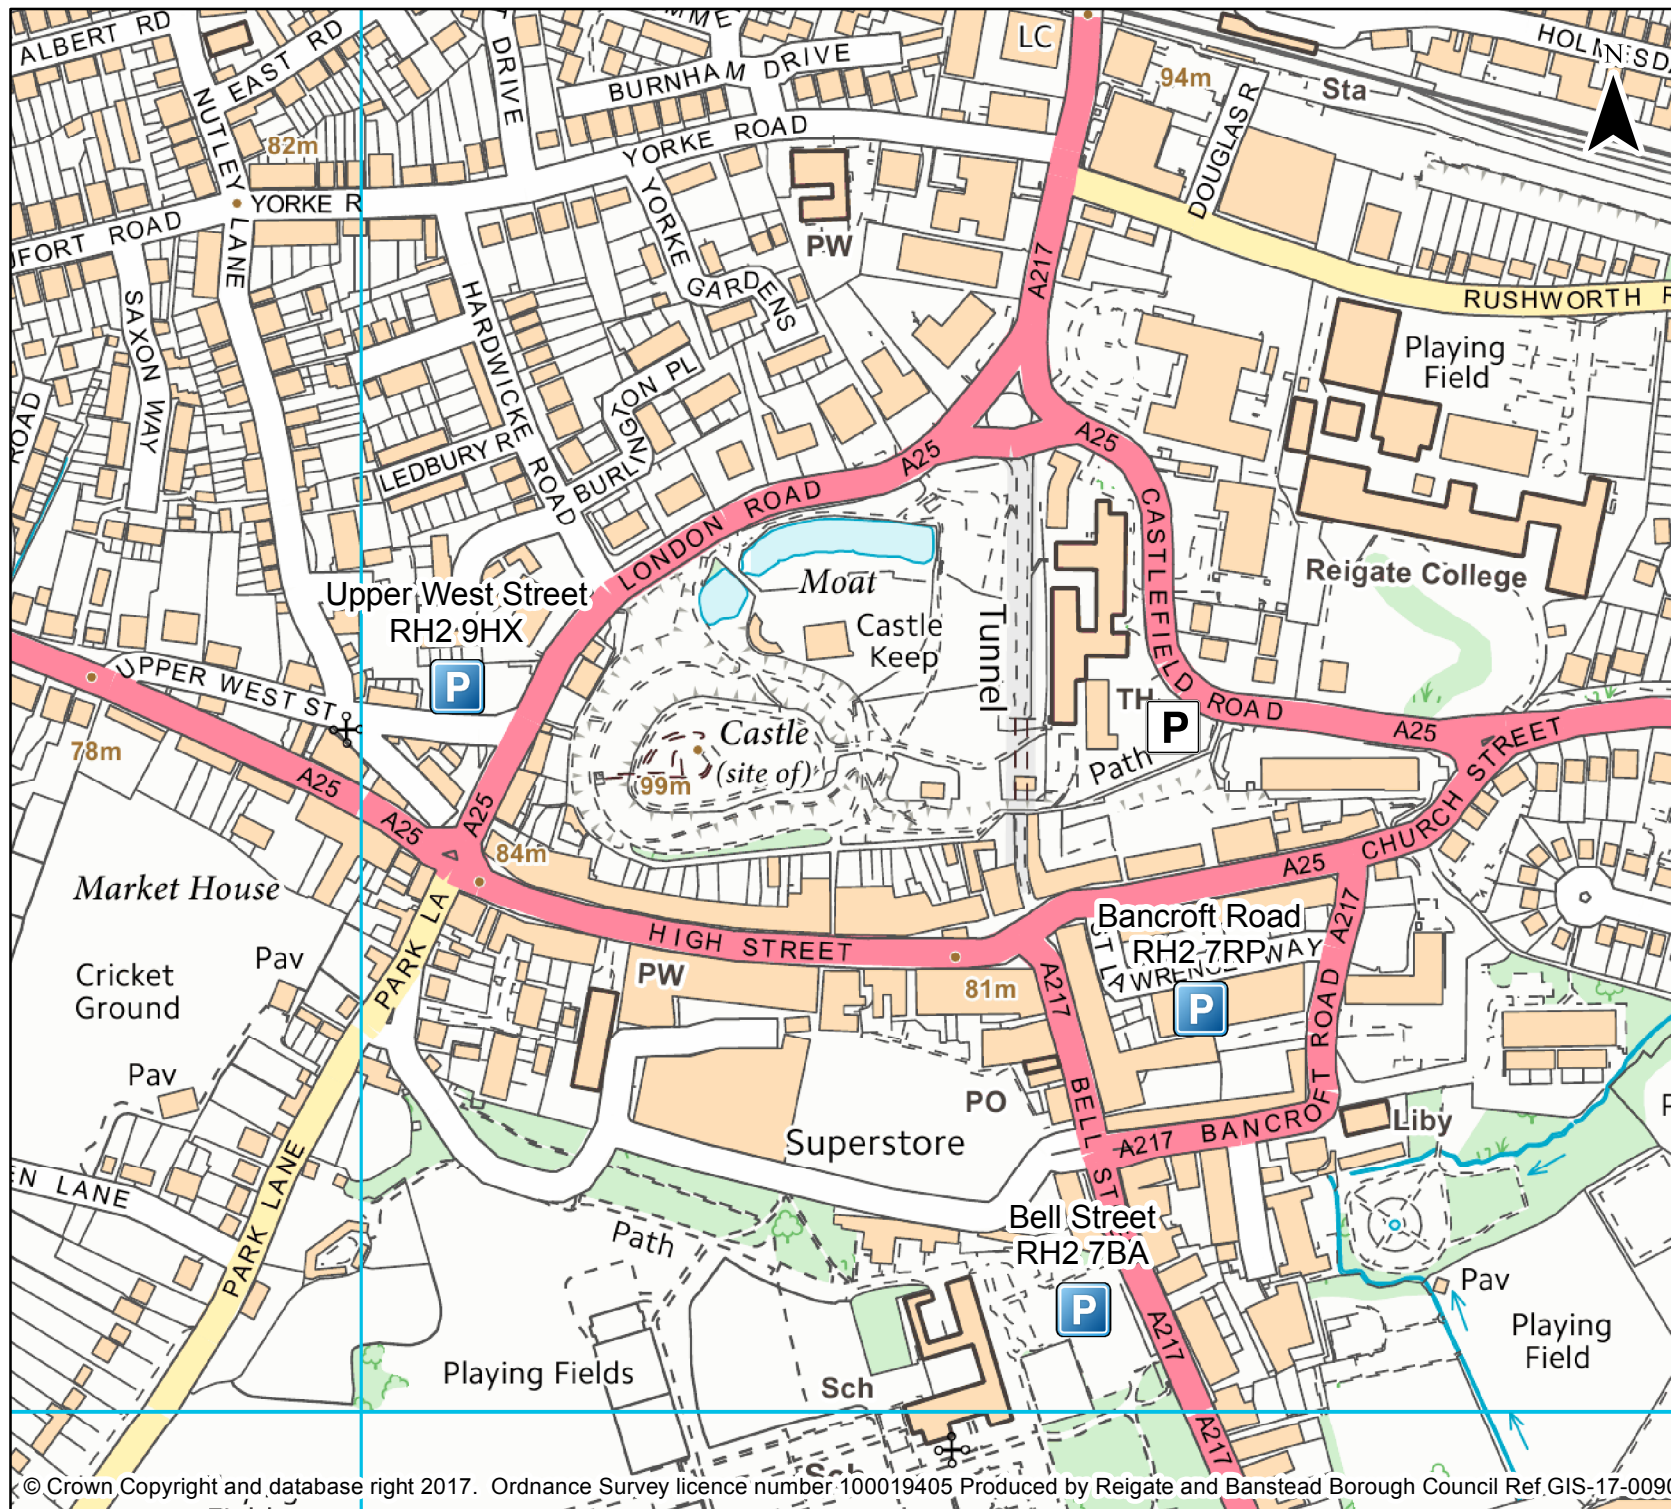 ALBERT RD
EAST RD
DRIVE
BURNHAM DRIVE
LC
94m
Sta
N
NUTLEY
LANE
82m
YORKE ROAD
DOUGLAS R
YORKE R
ROAD
SAXON WAY
YORKE
GARDENS
PW
A217
RUSHWORTH
HARDWICKE ROAD
Playing
Field
ROAD
LEDBURY R
BURLINGTON PL
A25
A25
LONDON ROAD
CASTLEFIELD ROAD
Moat
Reigate College
Upper West Street
RH2 9HX
P
Castle
Keep
Tunnel
UPPER WEST ST
78m
TH
P
Castle
(site of)
99m
Path
A25
A25
A25
A25
CHURCH STREET
84m
A25
Market House
PARK LA
HIGH STREET
A217
Bancroft Road
RH2 7RP
P
LAWRENCE WAY
Cricket
Ground
Pav
PW
81m
A217
Pav
PO
BELL ST
BANCROFT ROAD
A217
Liby
Superstore
EN LANE
PARK LANE
Path
Bell Street
RH2 7BA
P
Pav
Playing
Field
A217
Playing Fields
Sch
A217
© Crown Copyright and database right 2017. Ordnance Survey licence number 100019405 Produced by Reigate and Banstead Borough Council Ref GIS-17-009